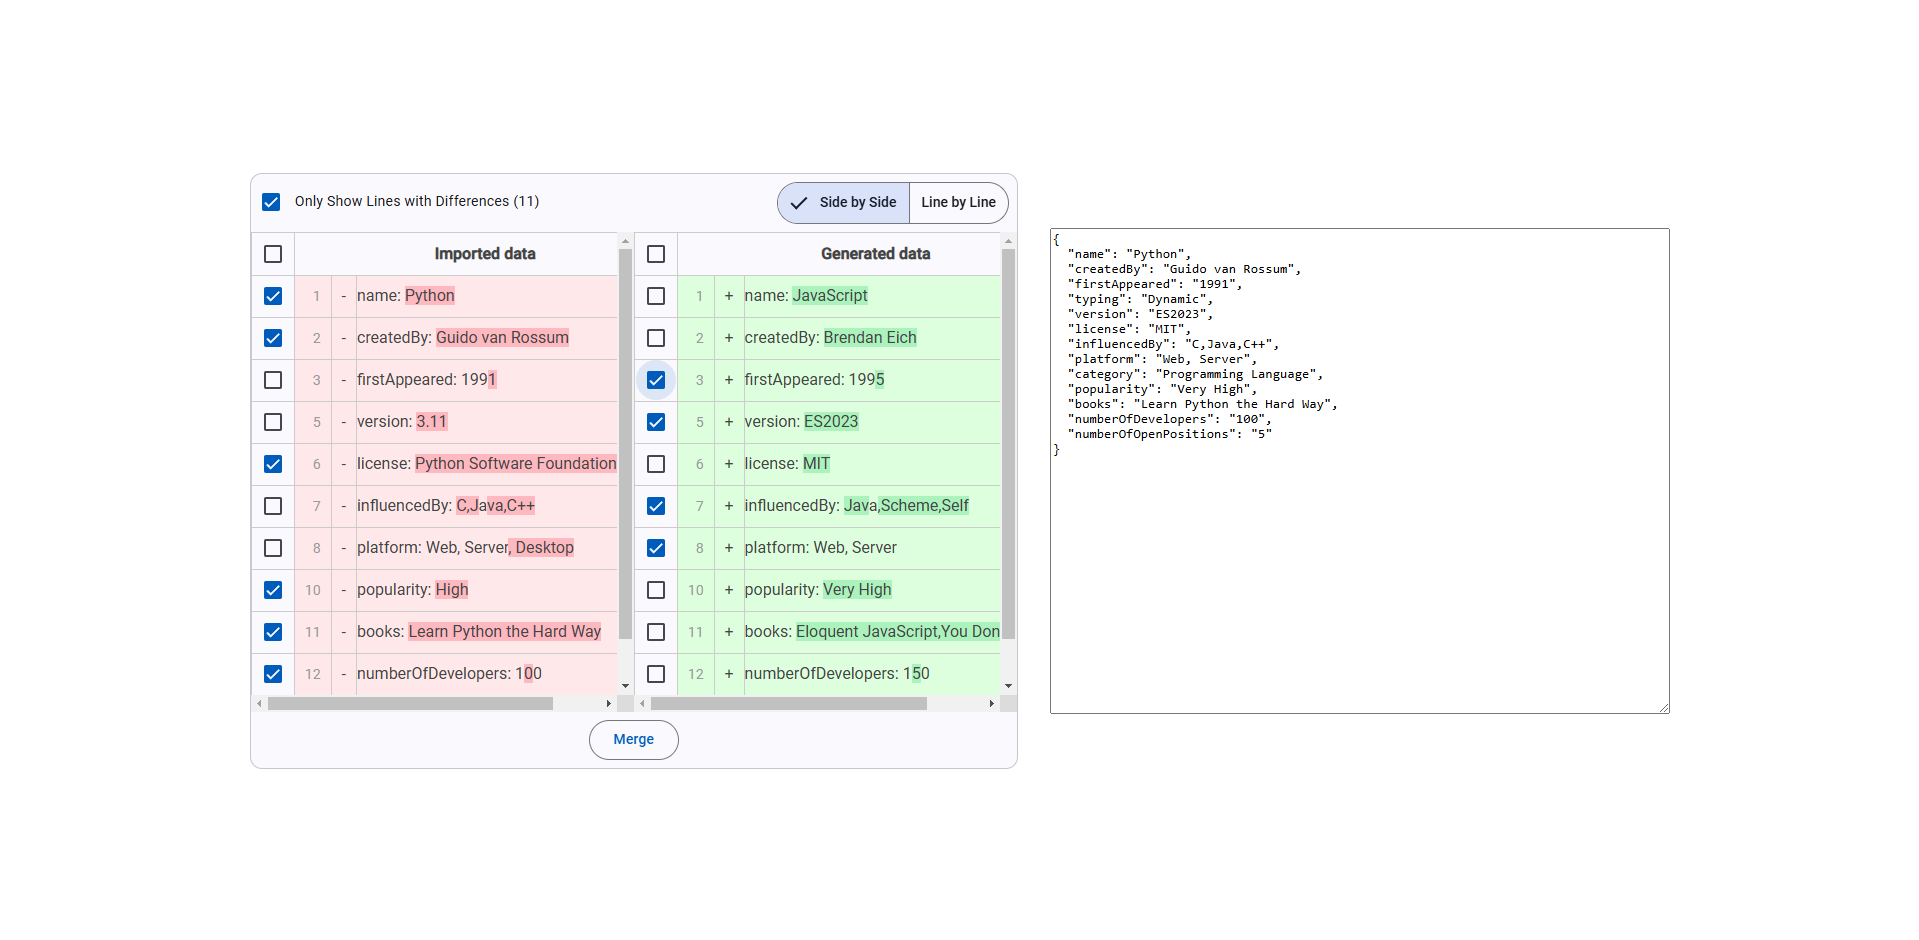 Only Show Lines with Differences (11)
Side by Side
Line by Line
Imported data
1 - name: Python
2 - createdBy: Guido van Rossum
3 - firstAppeared: 1991
5 - version: 3.11
6 - license: Python Software Foundation
7 - influencedBy: C,Java,C++
8 - platform: Web, Server, Desktop
10 - popularity: High
11 - books: Learn Python the Hard Way
12 - numberOfDevelopers: 100
Generated data
1 + name: JavaScript
2 + createdBy: Brendan Eich
3 + firstAppeared: 1995
5 + version: ES2023
6 + license: MIT
7 + influencedBy: Java,Scheme,Self
8 + platform: Web, Server
10 + popularity: Very High
11 + books: Eloquent JavaScript,You Don
12 + numberOfDevelopers: 150
Merge
{
"name": "Python",
"createdBy": "Guido van Rossum",
"firstAppeared": "1991",
"typing": "Dynamic",
"version": "ES2023",
"license": "MIT",
"influencedBy": "C,Java,C++",
"platform": "Web, Server",
"category": "Programming Language",
"popularity": "Very High",
"books": "Learn Python the Hard Way",
"numberOfDevelopers": "100",
"numberOfOpenPositions": "5"
}